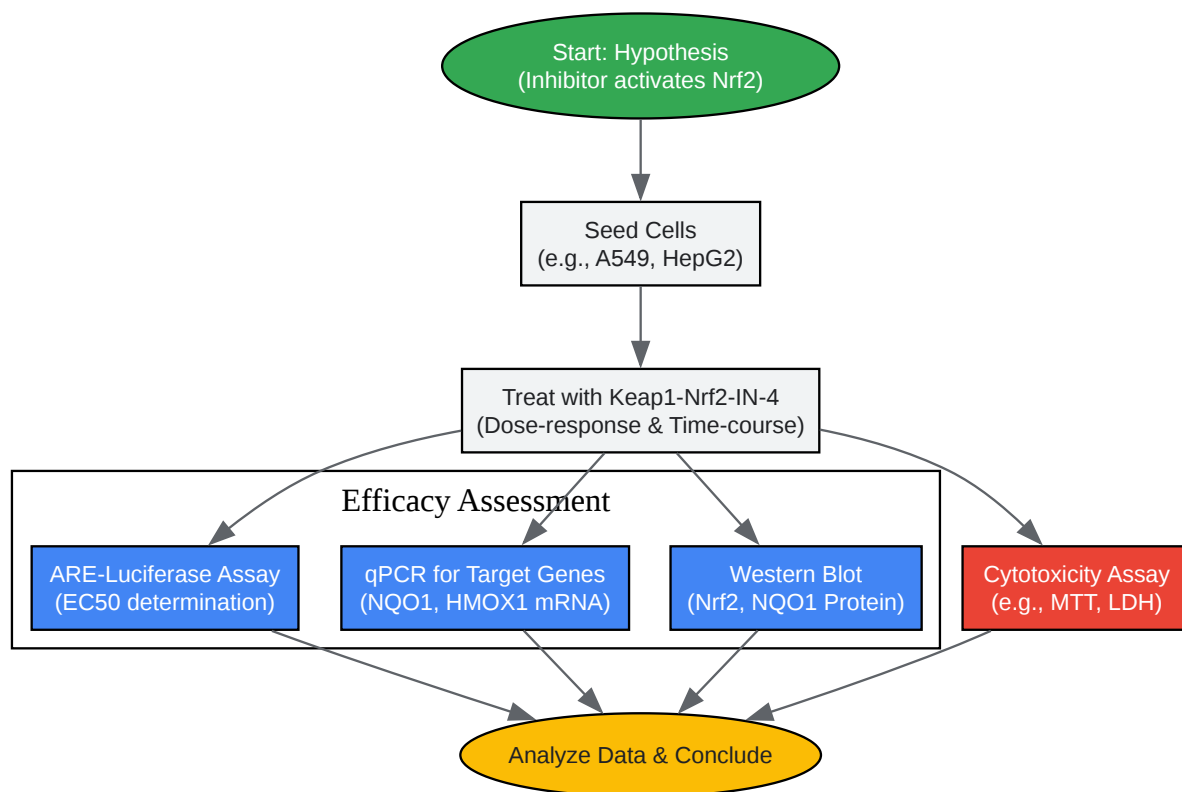 Start: Hypothesis
(Inhibitor activates Nrf2)
Seed Cells
(e.g., A549, HepG2)
Treat with Keap1-Nrf2-IN-4
(Dose-response & Time-course)
Efficacy Assessment
ARE-Luciferase Assay
(EC50 determination)
qPCR for Target Genes
(NQO1, HMOX1 mRNA)
Western Blot
(Nrf2, NQO1 Protein)
Cytotoxicity Assay
(e.g., MTT, LDH)
Analyze Data & Conclude